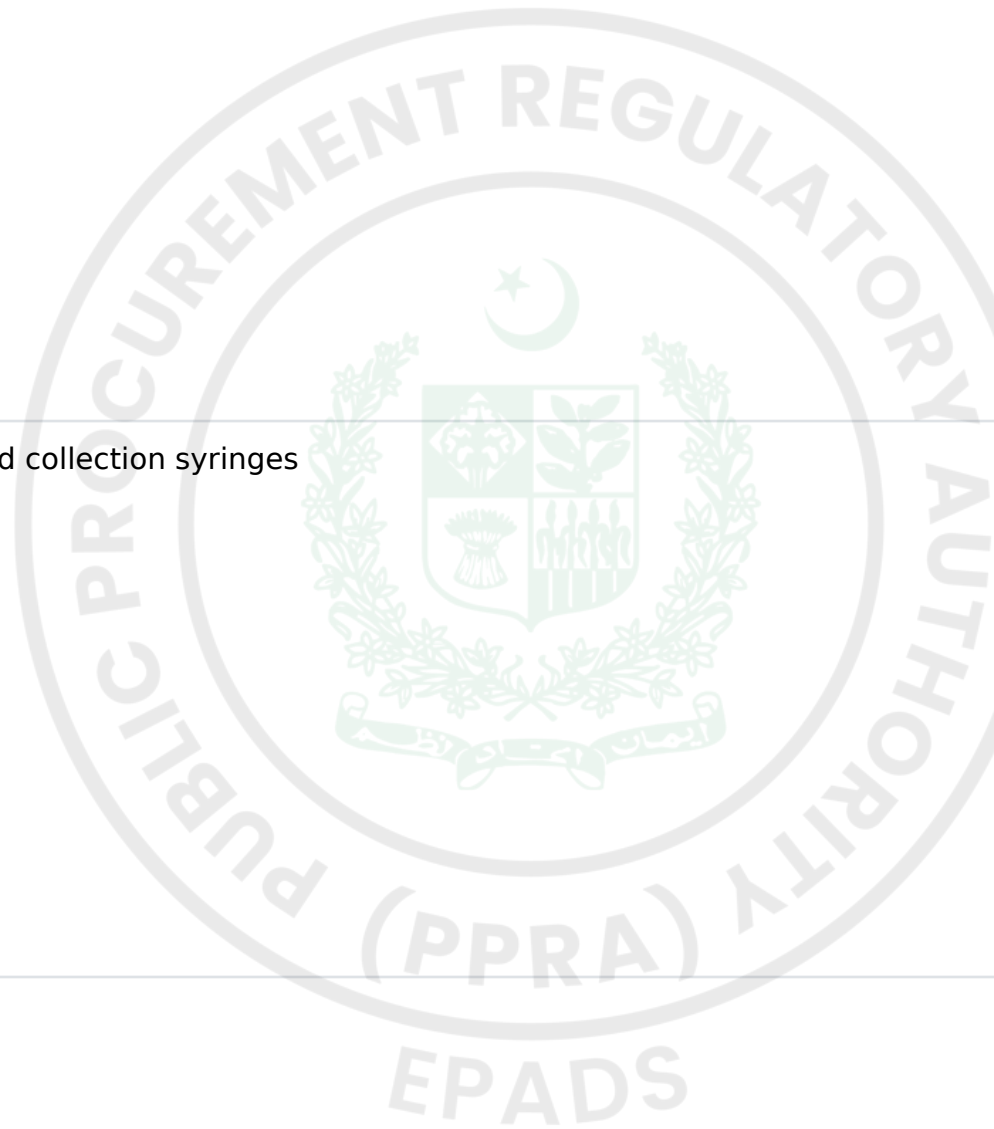 PUBLIC PROCUREMENT REGULATORY AUTHORITY
d collection syringes
(PPRA)
EPADS